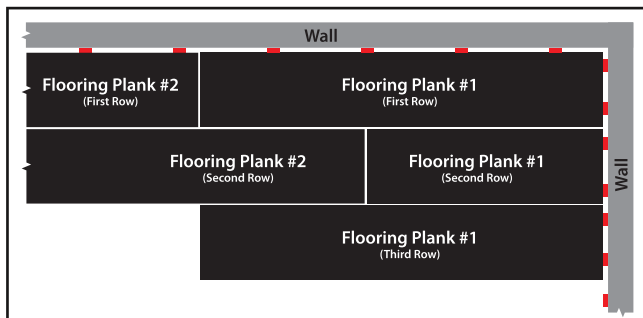 Wall
Flooring Plank #2
(First Row)
Flooring Plank #1
(First Row)
Flooring Plank #2
(Second Row)
Flooring Plank #1
(Second Row)
Wall
Flooring Plank #1
(Third Row)